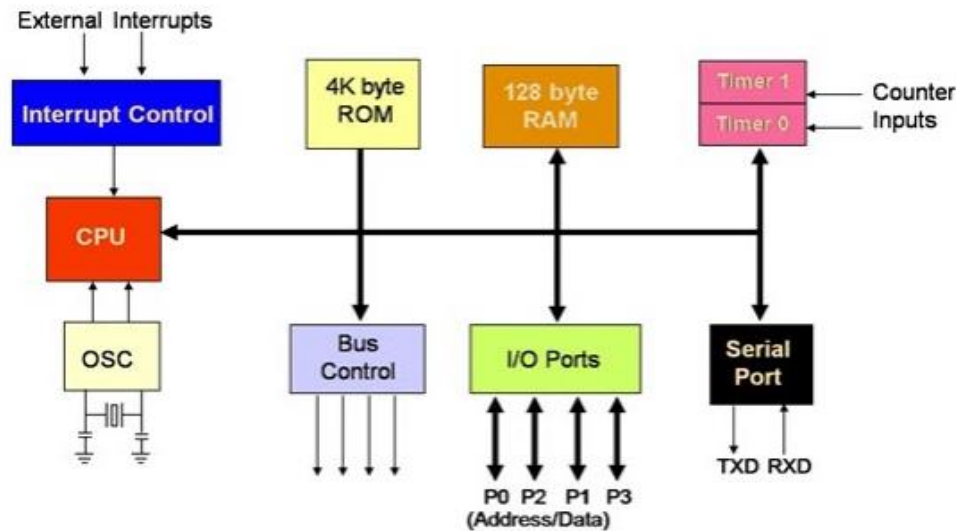 External Interrupts
Interrupt Control
4K byte
ROM
128 byte
RAM
Timer 1
Timer 0
Counter
Inputs
CPU
OSC
Bus
Control
I/O Ports
Serial
Port
TXD RXD
P0 P2 P1 P3
(Address/Data)